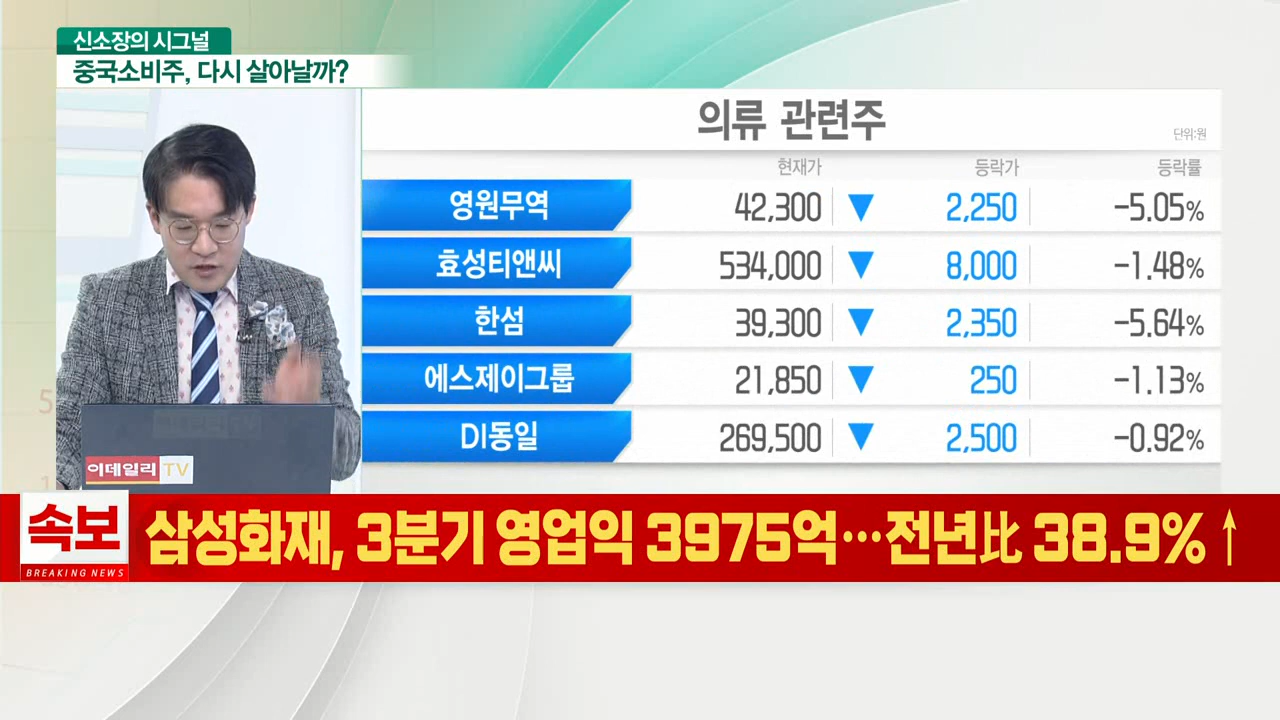 신소장의 시그널
중국소비주, 다시 살아날까?
의류 관련주
단위:원
현재가 등락가 등락률
영원무역 42,300 ▼ 2,250 -5.05%
효성티앤씨 534,000 ▼ 8,000 -1.48%
한섬 39,300 ▼ 2,350 -5.64%
에스제이그룹 21,850 ▼ 250 -1.13%
DI동일 269,500 ▼ 2,500 -0.92%
5
이데일리 TV
속보
BREAKING NEWS
삼성화재, 3분기 영업익 3975억…전년比 38.9%↑